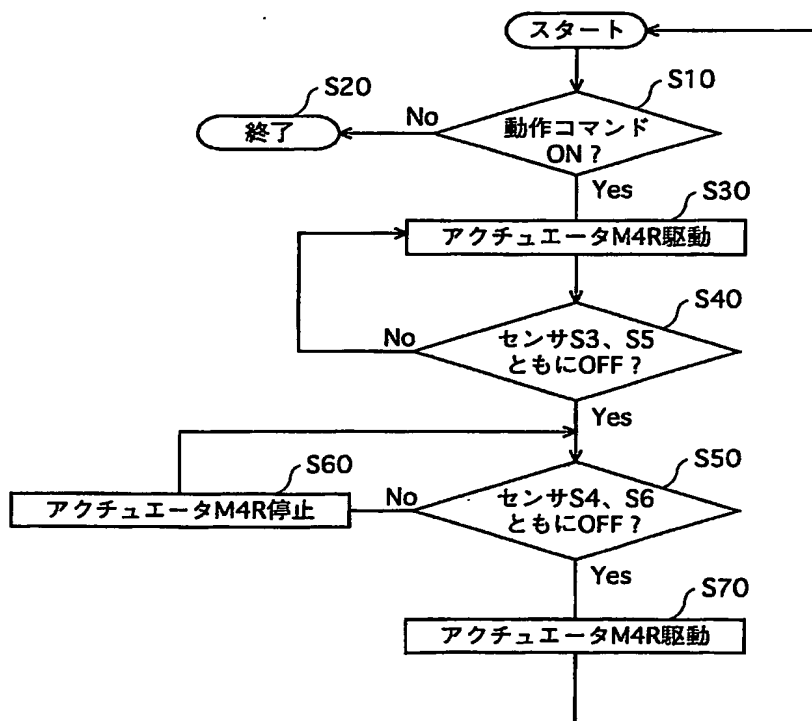 スタート
S10
動作コマンド
ON?
No
S20
終了
Yes
S30
アクチュエータM4R駆動
S40
センサS3、S5
ともにOFF?
No
Yes
S50
センサS4、S6
ともにOFF?
No
S60
アクチュエータM4R停止
Yes
S70
アクチュエータM4R駆動